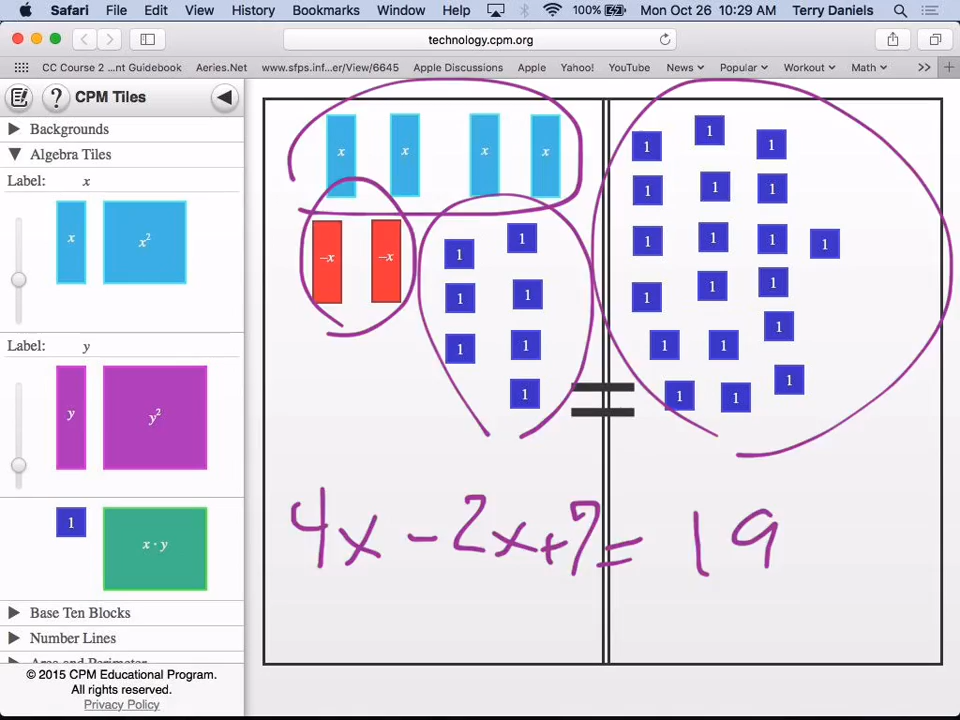 Safari File Edit View History Bookmarks Window Help 100% Mon Oct 26 10:29 AM Terry Daniels
technology.cpm.org
CC Course 2 ...nt Guidebook Aeries.Net www.sfps.inf...er/View/6645 Apple Discussions Apple Yahoo! YouTube News Popular Workout Math >> +
? CPM Tiles
Backgrounds
Algebra Tiles
Label: x
x x²
Label: y
y y²
1 x · y
Base Ten Blocks
Number Lines
Area and Perimeter
© 2015 CPM Educational Program.
All rights reserved.
Privacy Policy
x x x x
−x −x
1 1
1 1
1 1
1
1 1 1
1 1 1
1 1 1 1
1 1 1
1 1 1
1 1 1
4x − 2x + 7 = 19